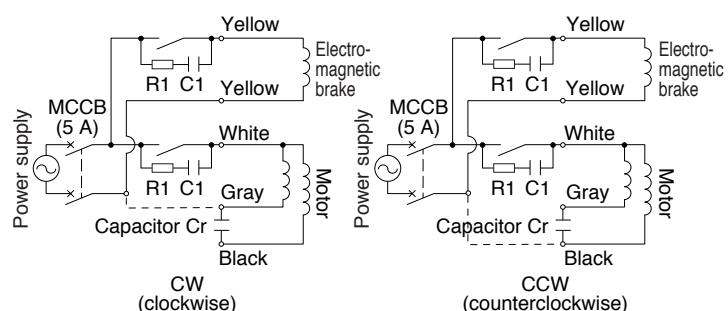 Yellow
Electro-
magnetic
brake
R1 C1
Yellow
MCCB
(5 A)
White
Power supply
R1 C1
Gray
Motor
Capacitor Cr
Black
CW
(clockwise)
Yellow
Electro-
magnetic
brake
R1 C1
Yellow
MCCB
(5 A)
White
Power supply
R1 C1
Gray
Motor
Capacitor Cr
Black
CCW
(counterclockwise)